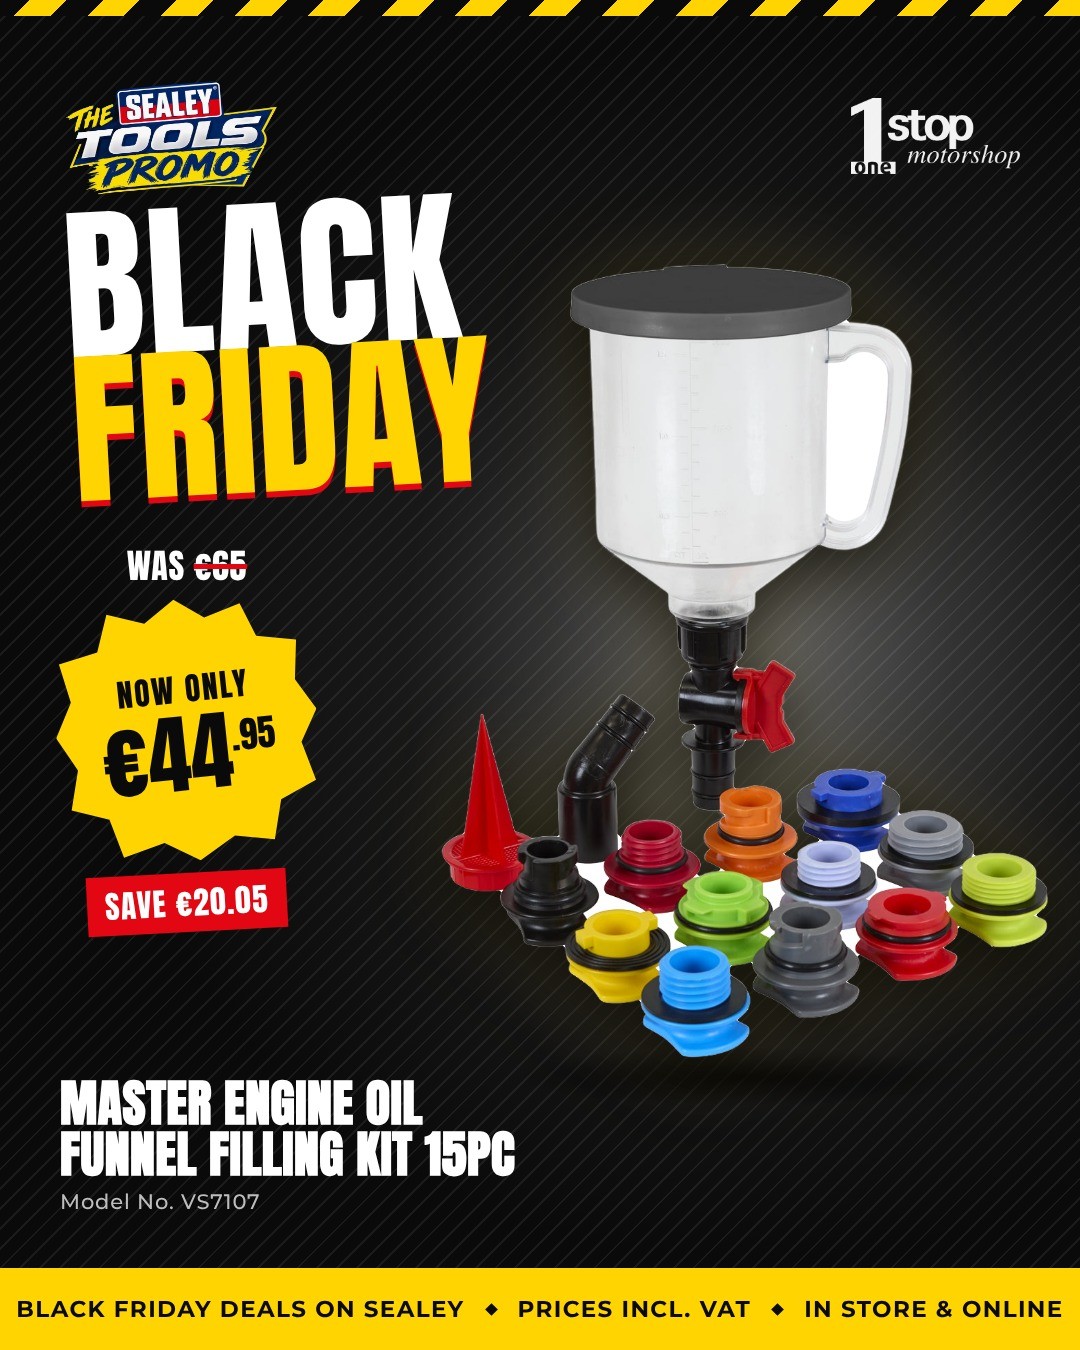 THE SEALEY
TOOLS
PROMO
1 stop
one motorshop
BLACK
FRIDAY
WAS €65
NOW ONLY
€44.95
SAVE €20.05
MASTER ENGINE OIL
FUNNEL FILLING KIT 15PC
Model No. VS7107
BLACK FRIDAY DEALS ON SEALEY ◆ PRICES INCL. VAT ◆ IN STORE & ONLINE